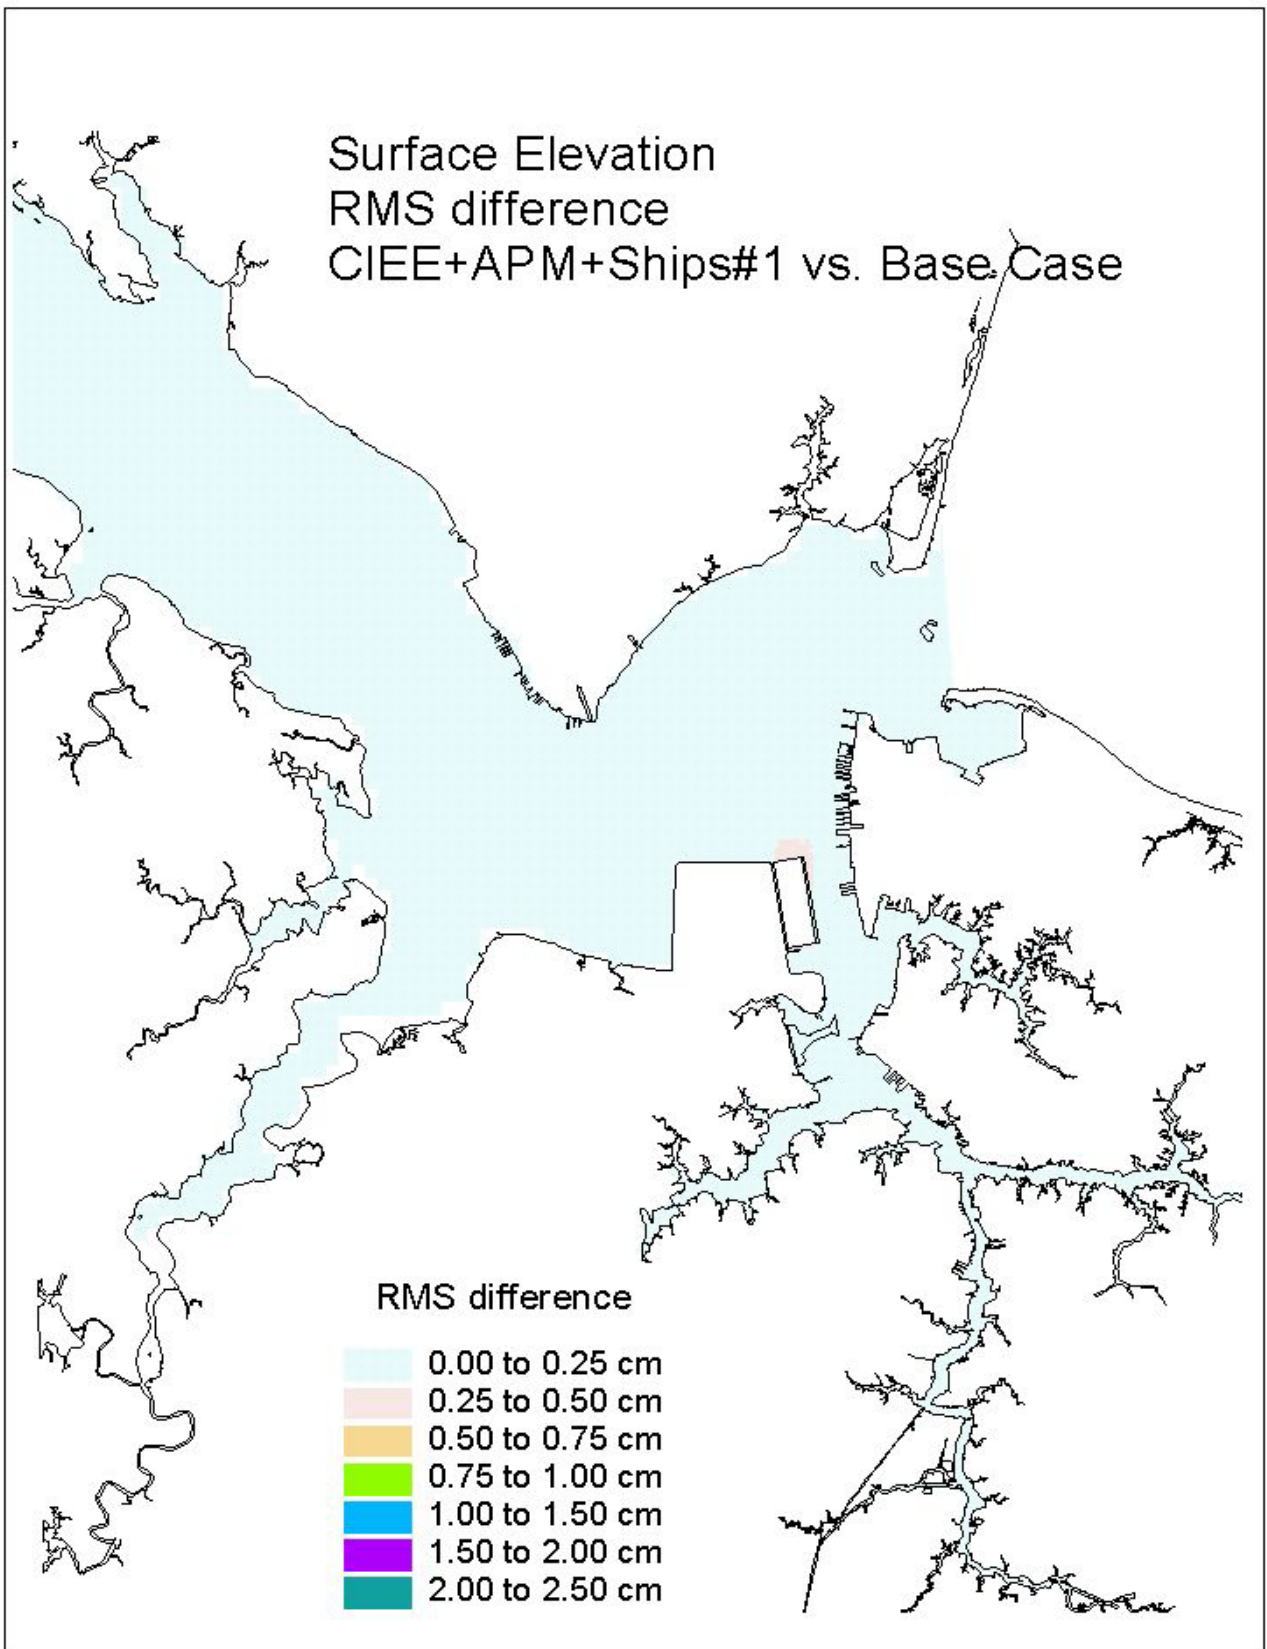 Surface Elevation
RMS difference
CIEE+APM+Ships#1 vs. Base Case
RMS difference
0.00 to 0.25 cm
0.25 to 0.50 cm
0.50 to 0.75 cm
0.75 to 1.00 cm
1.00 to 1.50 cm
1.50 to 2.00 cm
2.00 to 2.50 cm